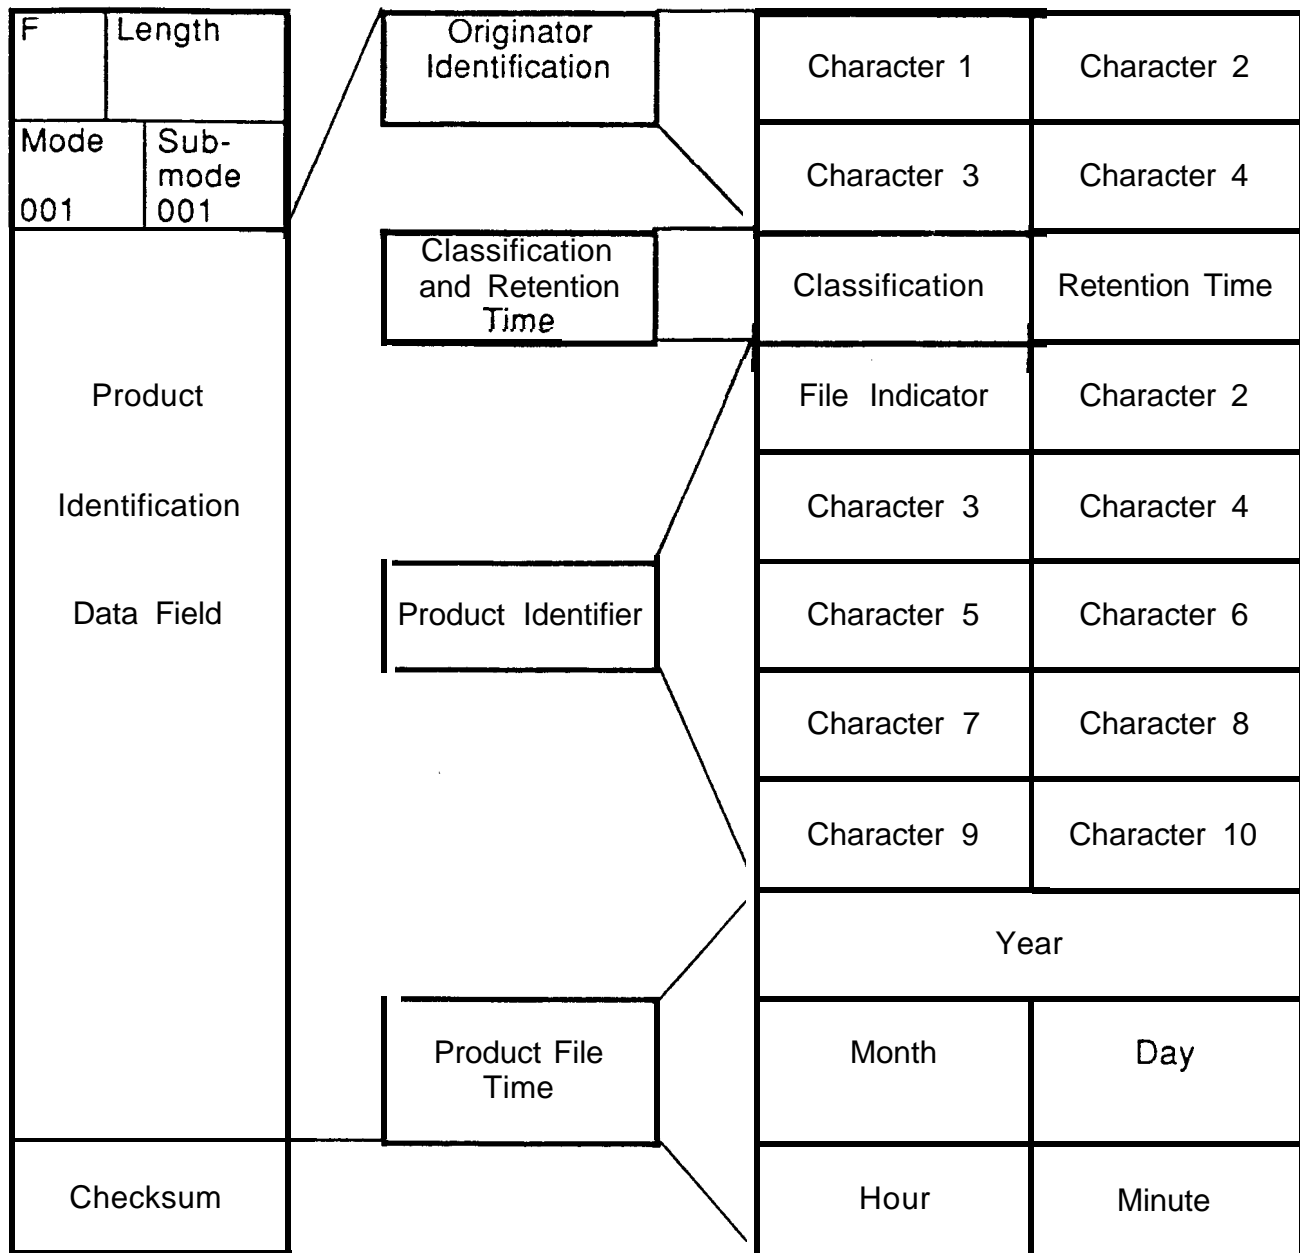 F
Length
Mode
001
Sub-
mode
001
Product
Identification
Data Field
Checksum
Originator
Identification
Classification
and Retention
Time
Product Identifier
Product File
Time
Character 1
Character 2
Character 3
Character 4
Classification
Retention Time
File Indicator
Character 2
Character 3
Character 4
Character 5
Character 6
Character 7
Character 8
Character 9
Character 10
Year
Month
Day
Hour
Minute